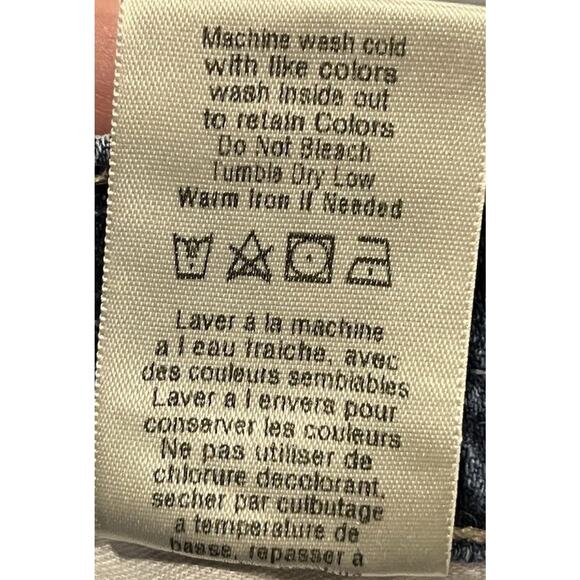 Machine wash cold
with like colors
wash inside out
to retain Colors
Do Not Bleach
Tumble Dry Low
Warm Iron If Needed
Laver à la machine
a l eau fraiche, avec
des couleurs semblables
Laver a l envers pour
conserver les couleurs
Ne pas utiliser de
chlorure decolorant.
secher par culbutage
a temperature de
basse, repasser a